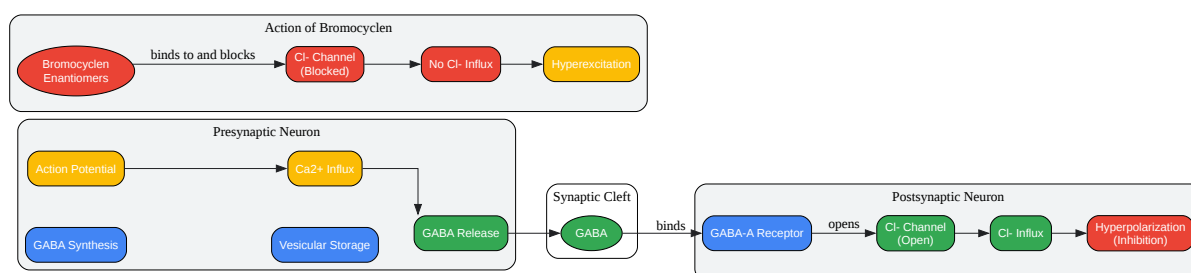 Action of Bromocyclen
Bromocyclen
Enantiomers
binds to and blocks
Cl- Channel
(Blocked)
No Cl- Influx
Hyperexcitation
Presynaptic Neuron
Action Potential
Ca2+ Influx
GABA Synthesis
Vesicular Storage
GABA Release
Synaptic Cleft
GABA
binds
Postsynaptic Neuron
GABA-A Receptor
opens
Cl- Channel
(Open)
Cl- Influx
Hyperpolarization
(Inhibition)